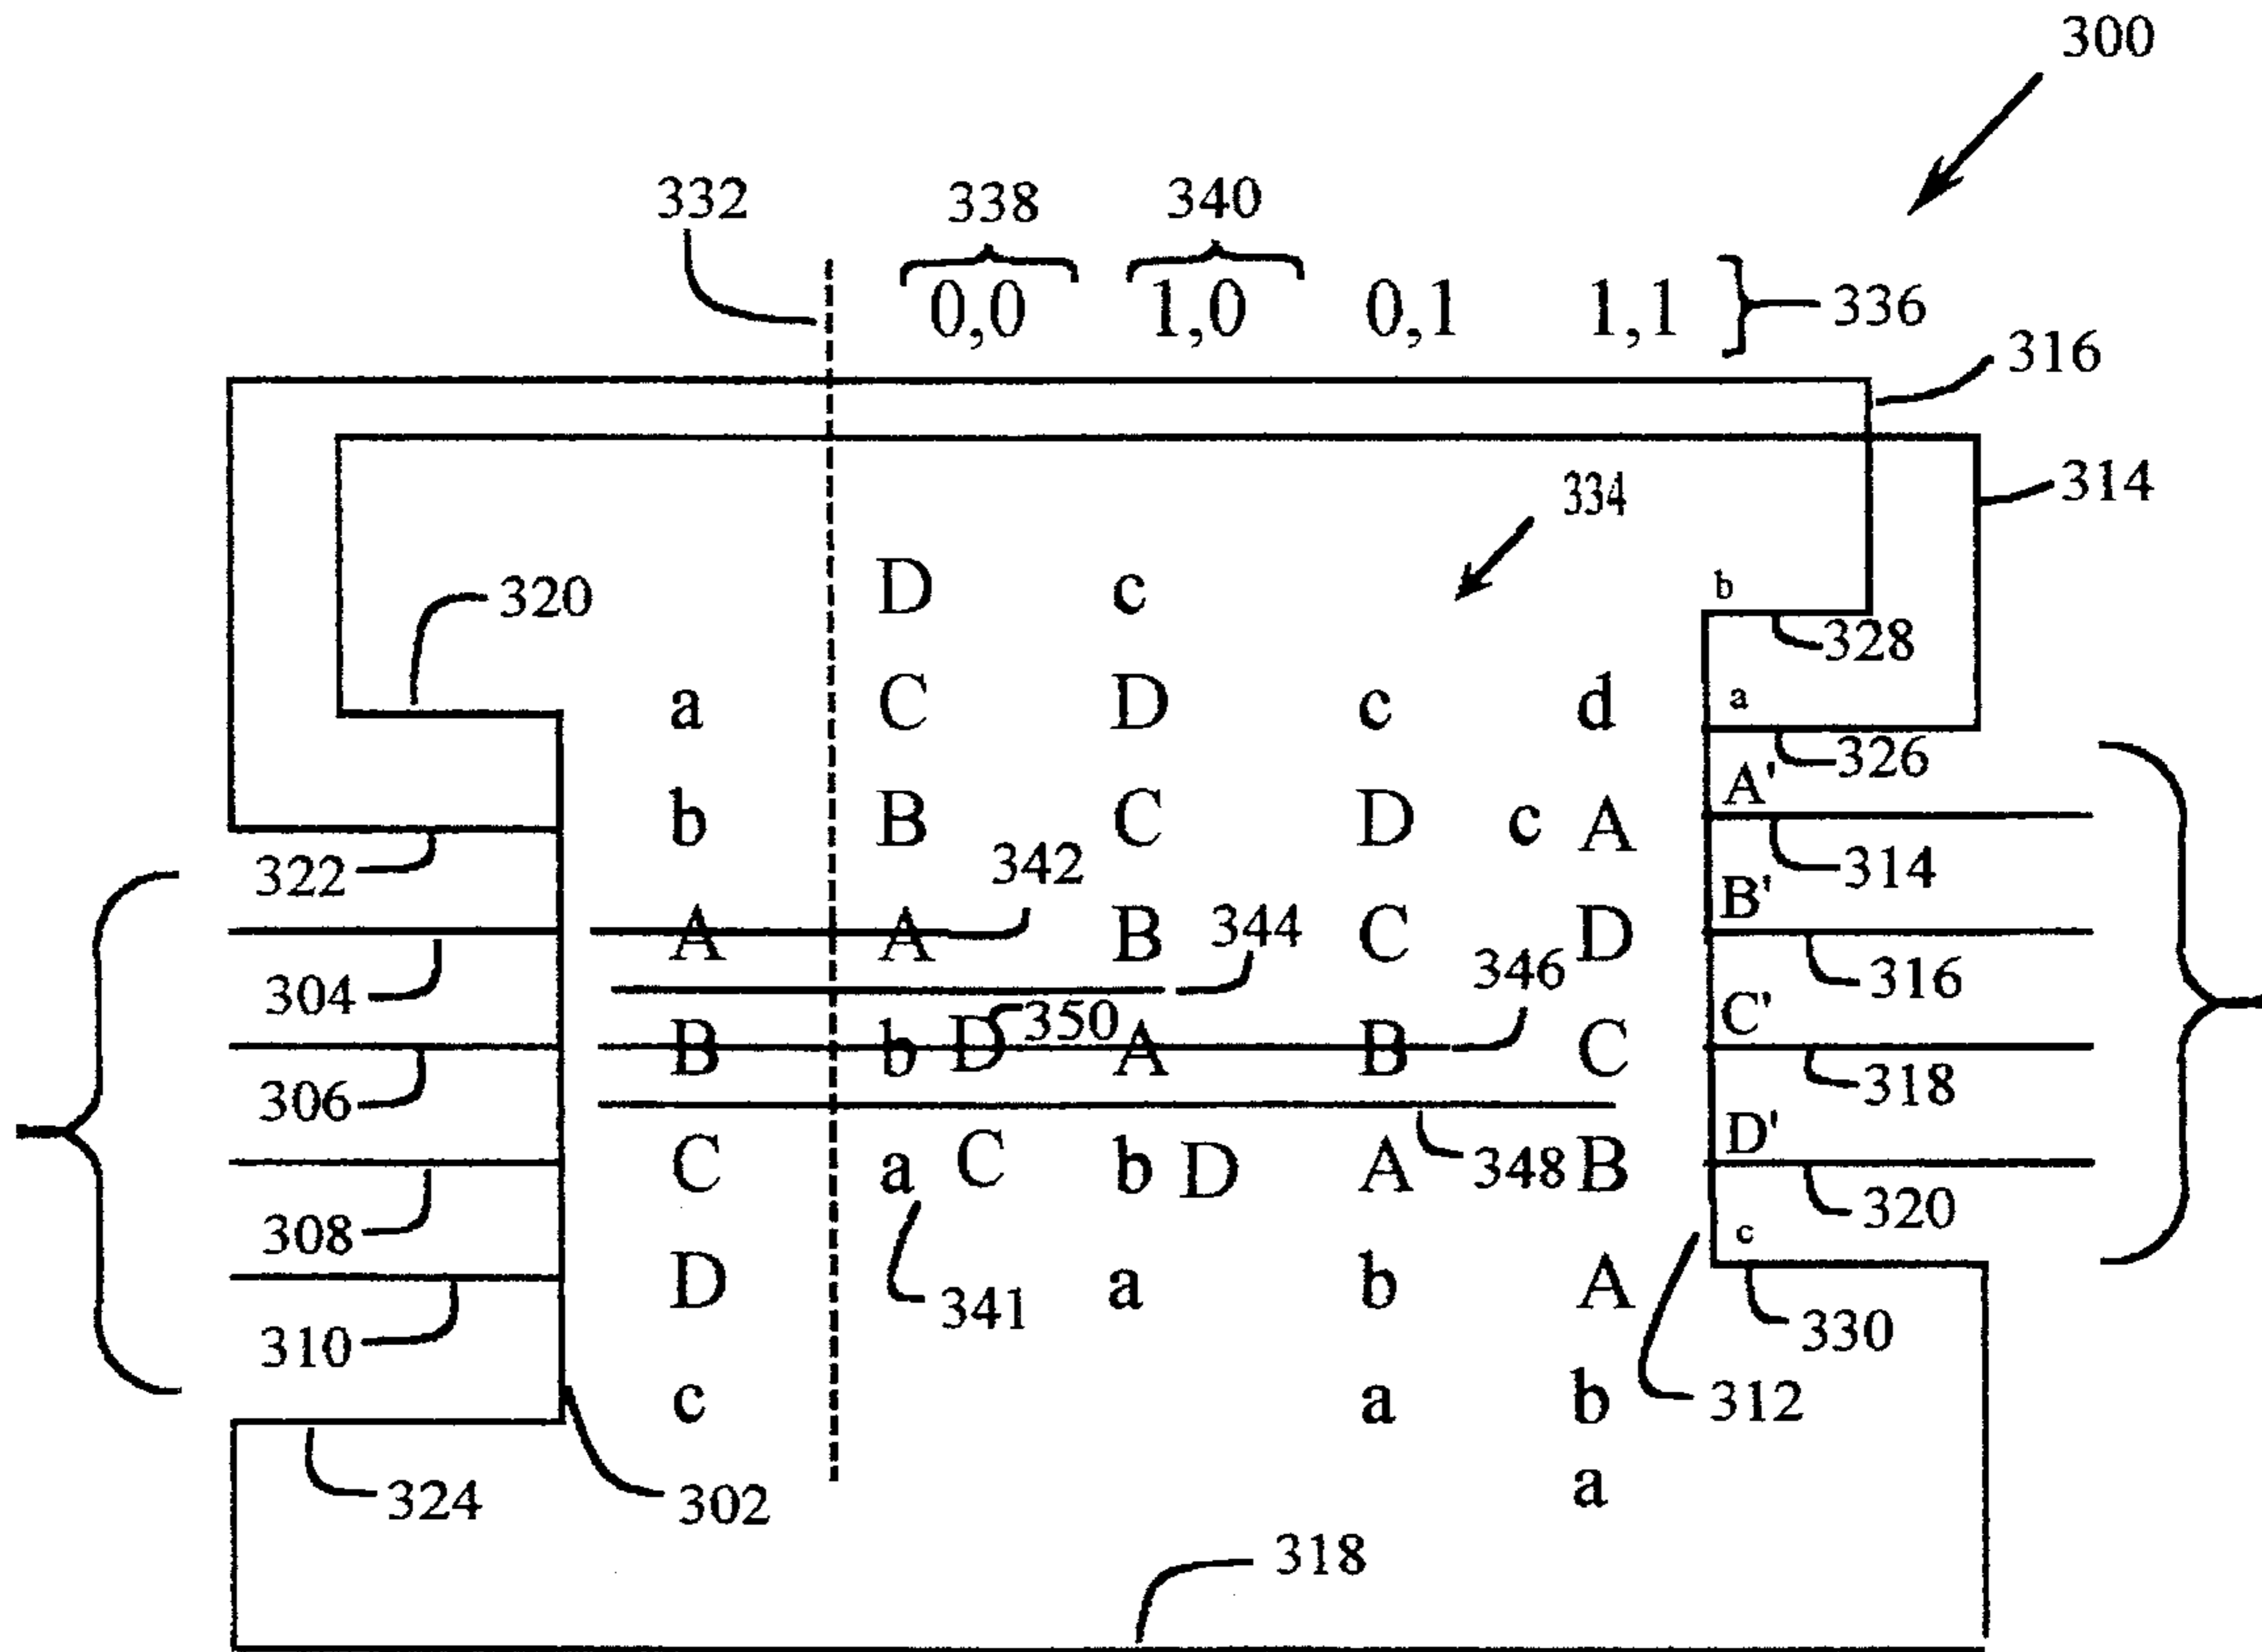 300
332 338 340
0,0 1,0 0,1 1,1 336
316
314
334
320 D c b
328
a C D c d a
326
A'
b B C D c A
322 342 314
B'
A A B C D
344
304 346 316
C'
B b D 350 A B C
306 318
D'
C a C b D A 348 B
308 320
c
D 341 a b A
310 330
c a b 312
324 302 a
318